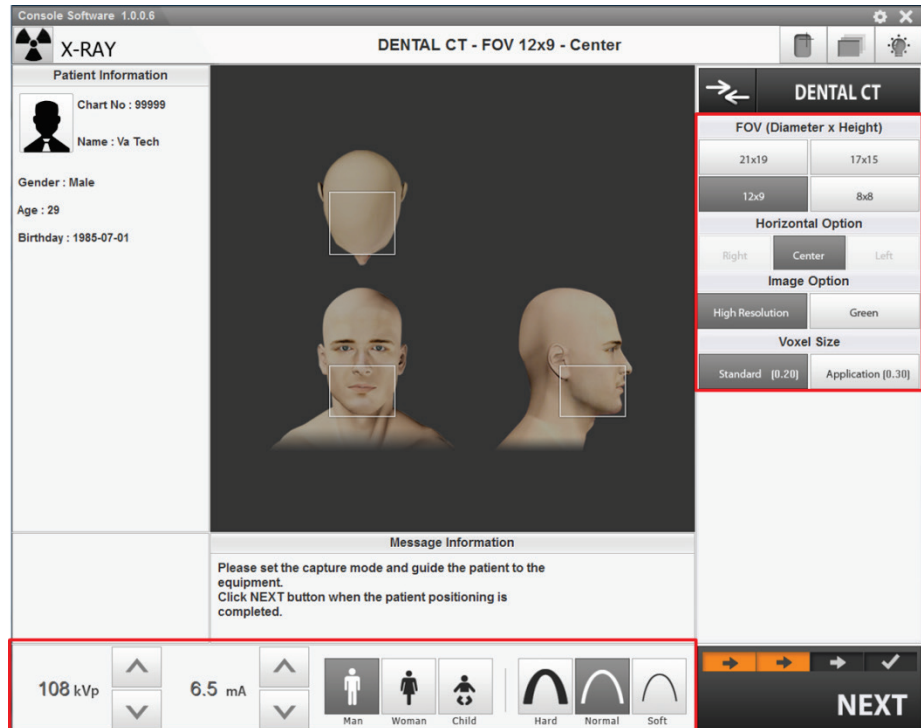 Console Software 1.0.0.6
X-RAY
DENTAL CT - FOV 12x9 - Center
Patient Information
Chart No : 99999
Name : Va Tech
Gender : Male
Age : 29
Birthday : 1985-07-01
DENTAL CT
FOV (Diameter x Height)
21x19 17x15
12x9 8x8
Horizontal Option
Right Center Left
Image Option
High Resolution Green
Voxel Size
Standard (0.20) Application (0.30)
Message Information
Please set the capture mode and guide the patient to the
equipment.
Click NEXT button when the patient positioning is
completed.
108 kVp 6.5 mA
Man Woman Child Hard Normal Soft
NEXT